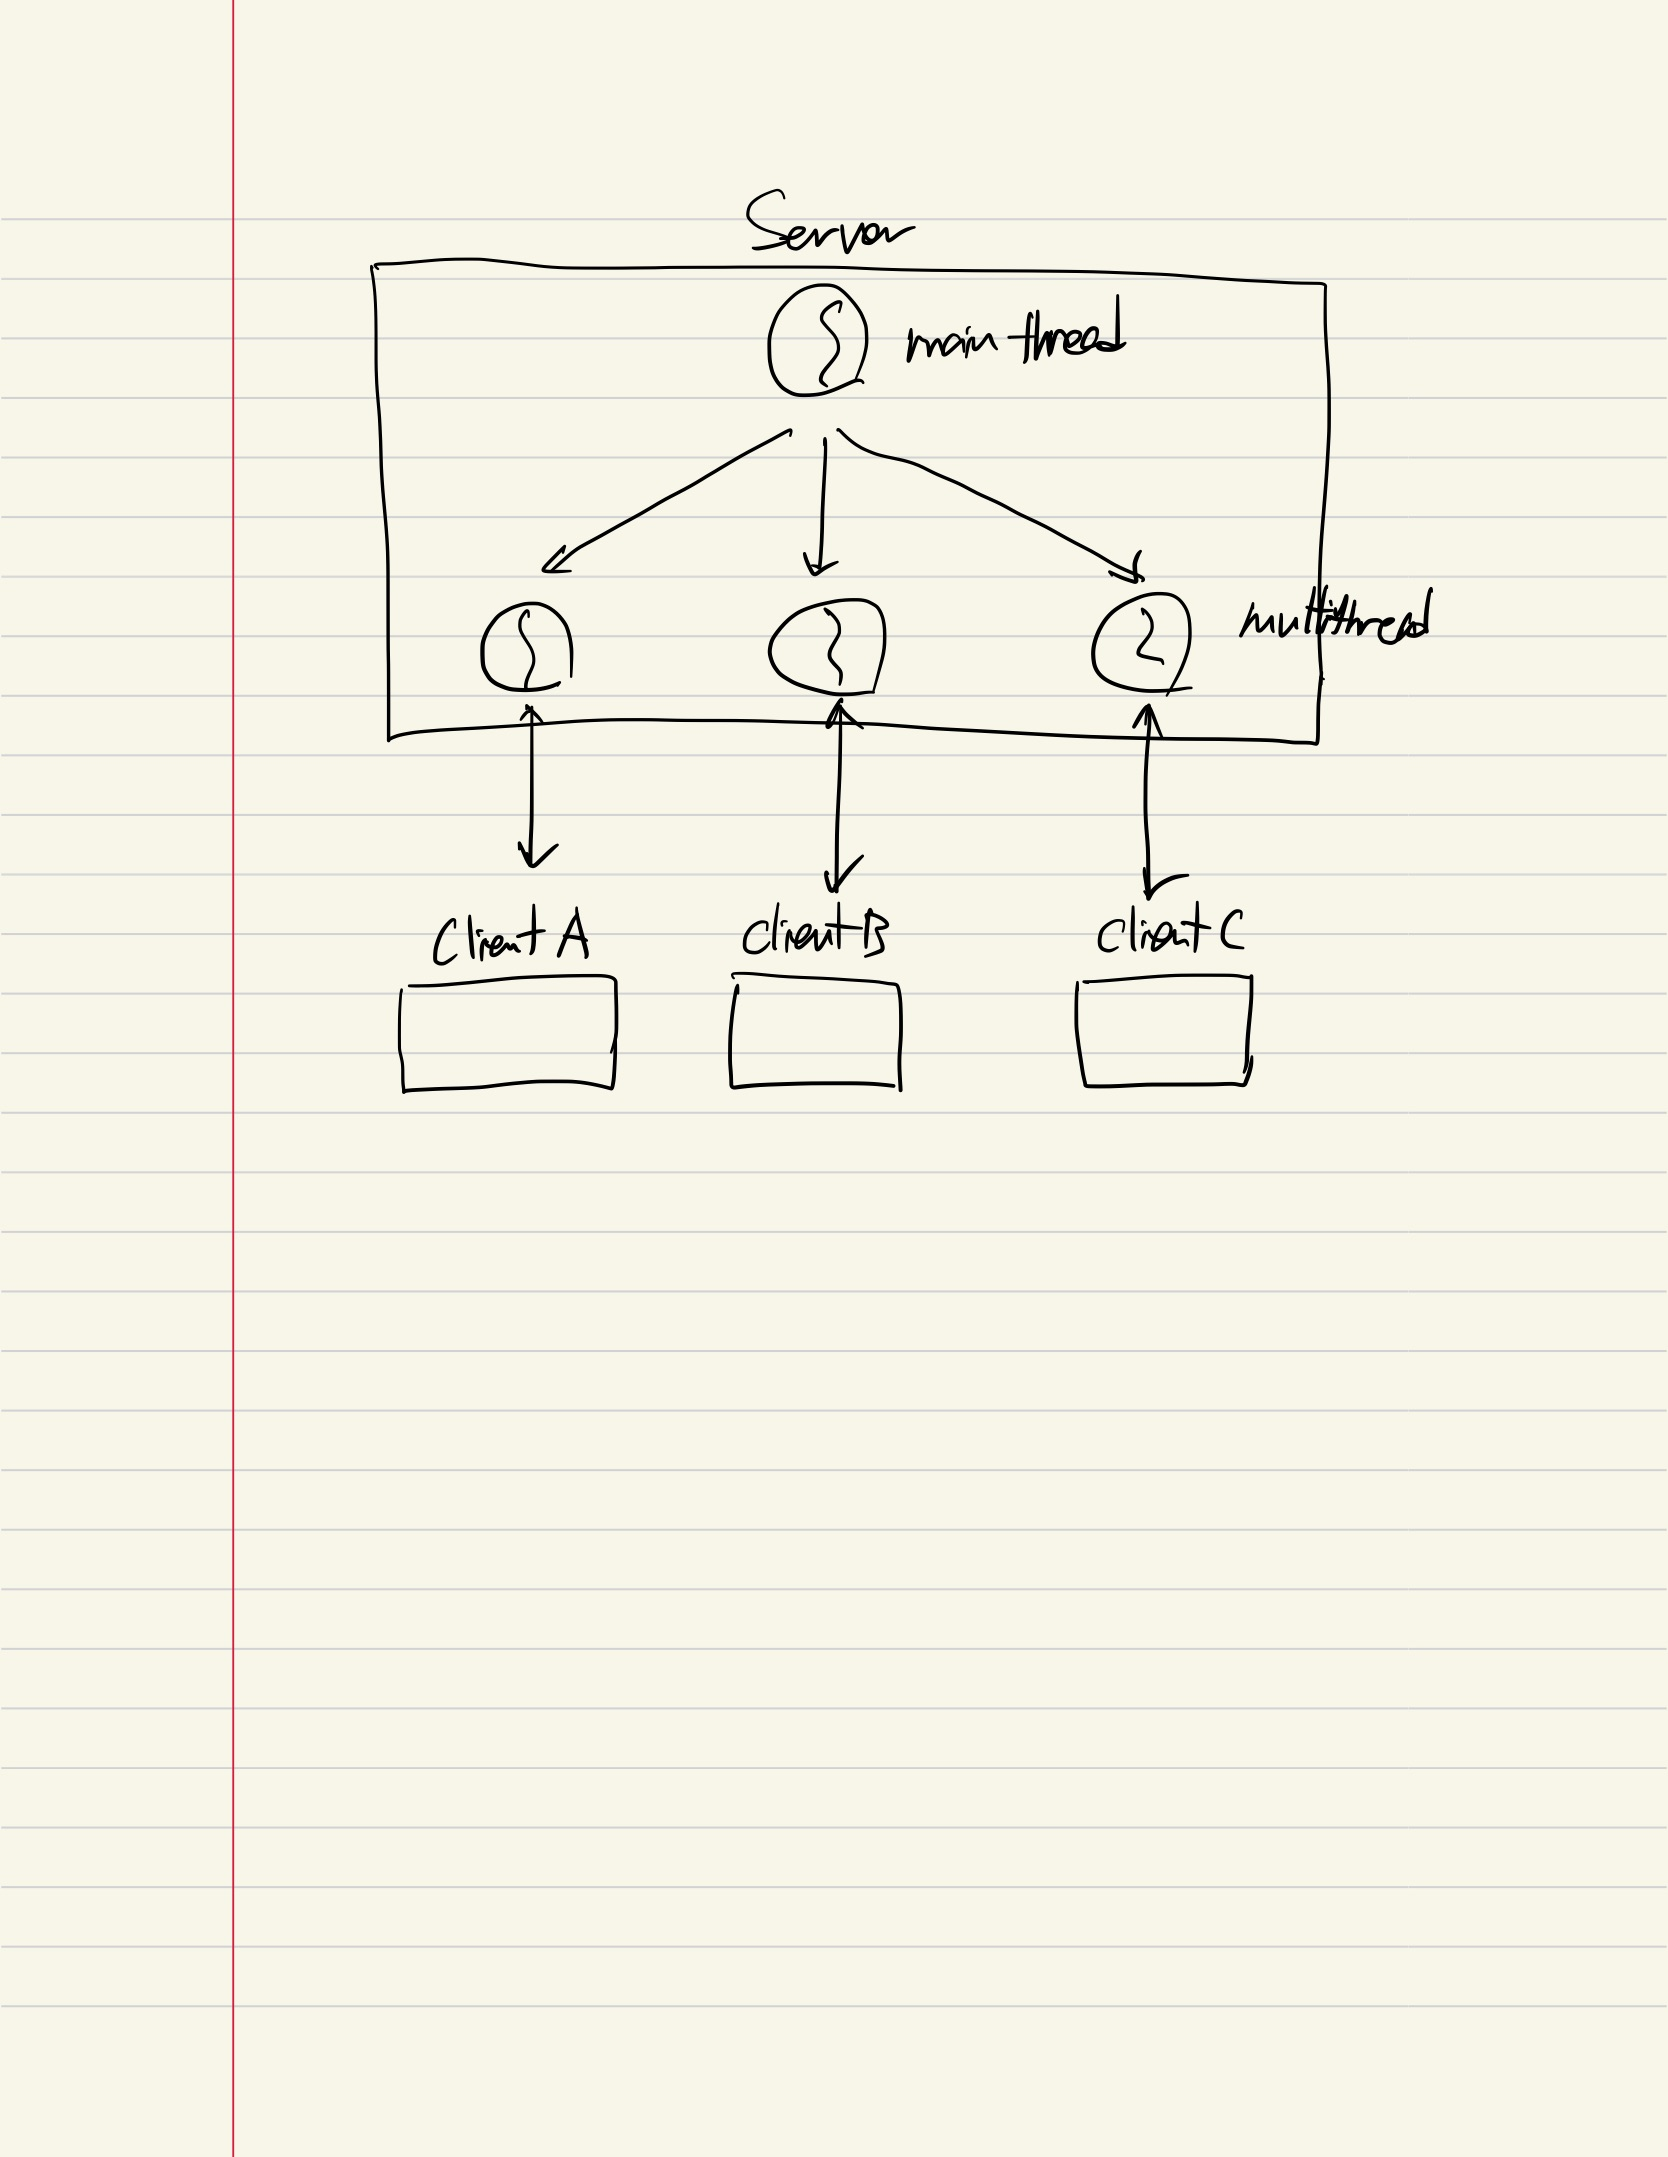 Server
main thread
multithread
Client A
Client B
Client C